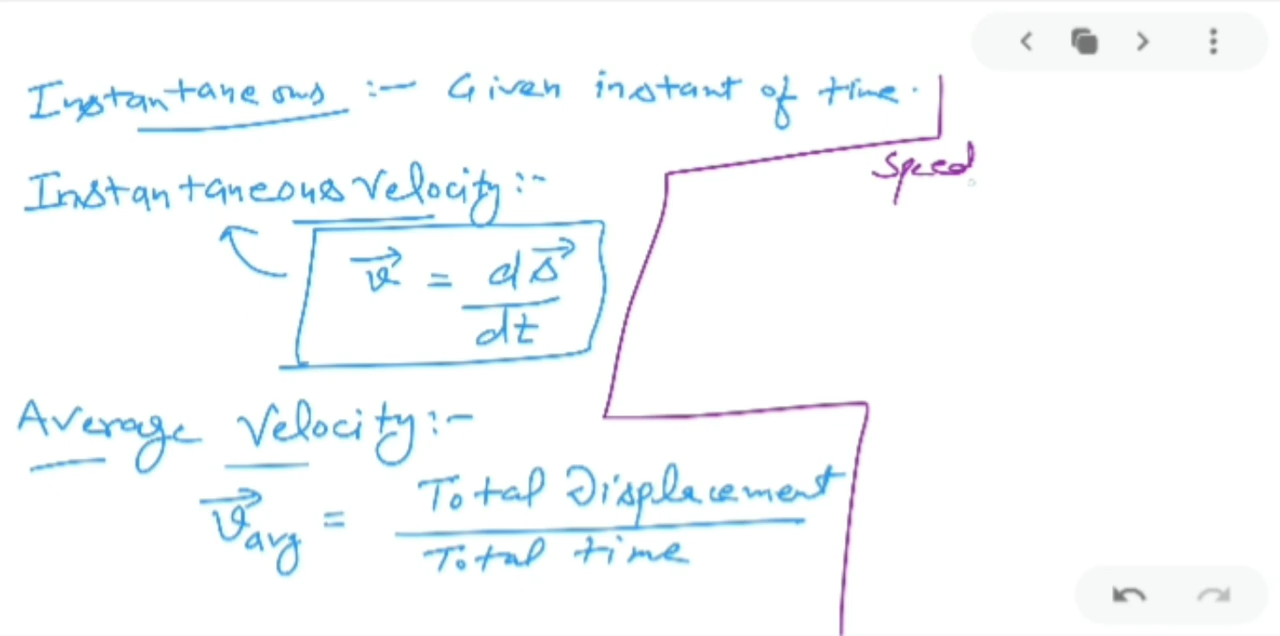 Instantaneous :- Given instant of time.
Speed
Instantaneous Velocity :-
v⃗ = ds⃗/dt
Average Velocity :-
v⃗avg = Total Displacement / Total time